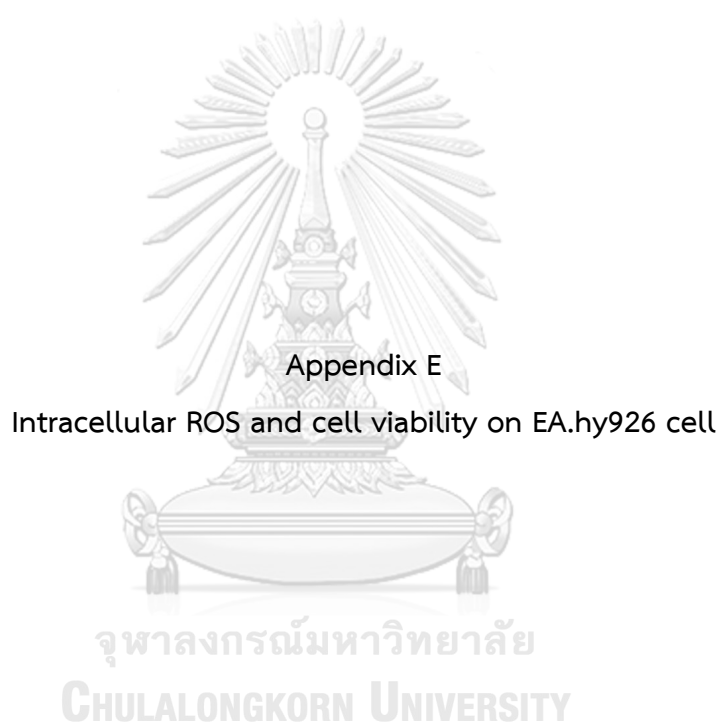 Appendix E
Intracellular ROS and cell viability on EA.hy926 cell
จุฬาลงกรณ์มหาวิทยาลัย
CHULALONGKORN UNIVERSITY